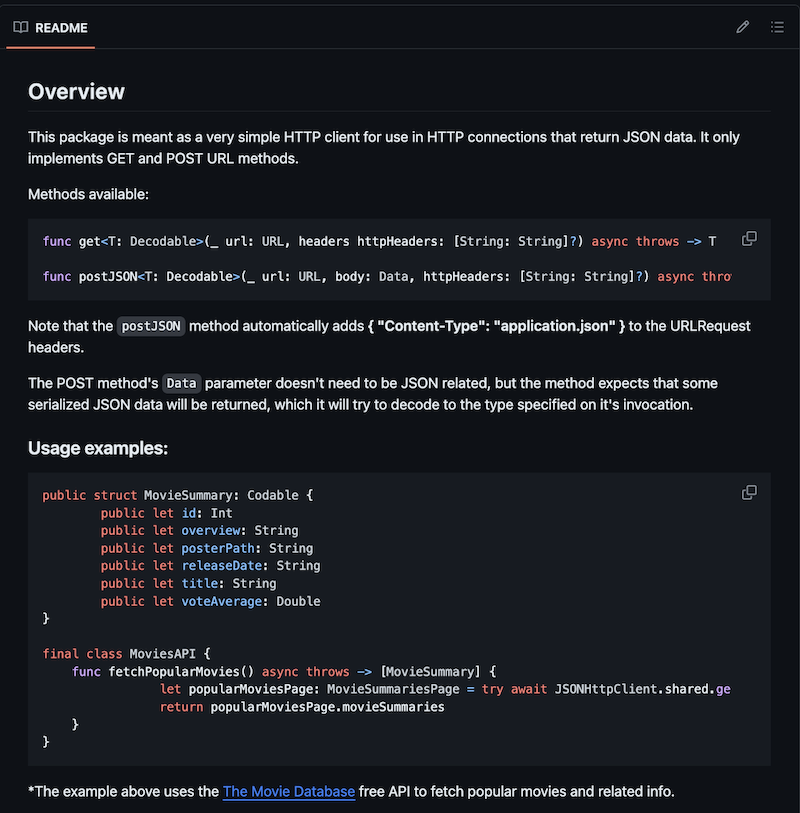 README
Overview
This package is meant as a very simple HTTP client for use in HTTP connections that return JSON data. It only
implements GET and POST URL methods.
Methods available:
func get<T: Decodable>(_ url: URL, headers httpHeaders: [String: String]?) async throws -> T
func postJSON<T: Decodable>(_ url: URL, body: Data, httpHeaders: [String: String]?) async thro
Note that the postJSON method automatically adds { "Content-Type": "application.json" } to the URLRequest
headers.
The POST method's Data parameter doesn't need to be JSON related, but the method expects that some
serialized JSON data will be returned, which it will try to decode to the type specified on it's invocation.
Usage examples:
public struct MovieSummary: Codable {
public let id: Int
public let overview: String
public let posterPath: String
public let releaseDate: String
public let title: String
public let voteAverage: Double
}
final class MoviesAPI {
func fetchPopularMovies() async throws -> [MovieSummary] {
let popularMoviesPage: MovieSummariesPage = try await JSONHttpClient.shared.ge
return popularMoviesPage.movieSummaries
}
}
*The example above uses the The Movie Database free API to fetch popular movies and related info.